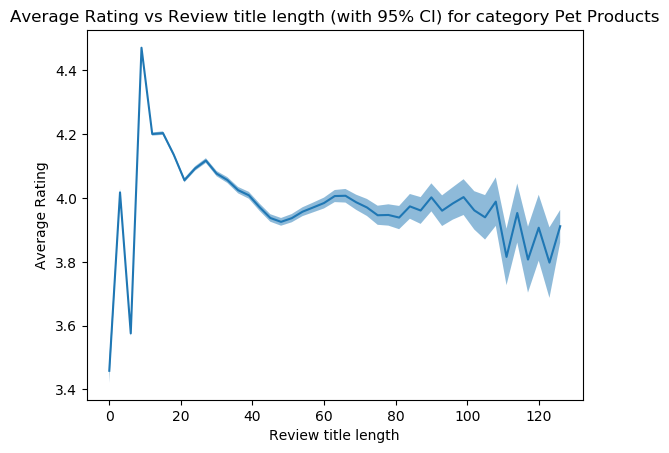 Average Rating vs Review title length (with 95% CI) for category Pet Products
4.4
4.2
4.0
3.8
3.6
3.4
Average Rating
0 20 40 60 80 100 120
Review title length